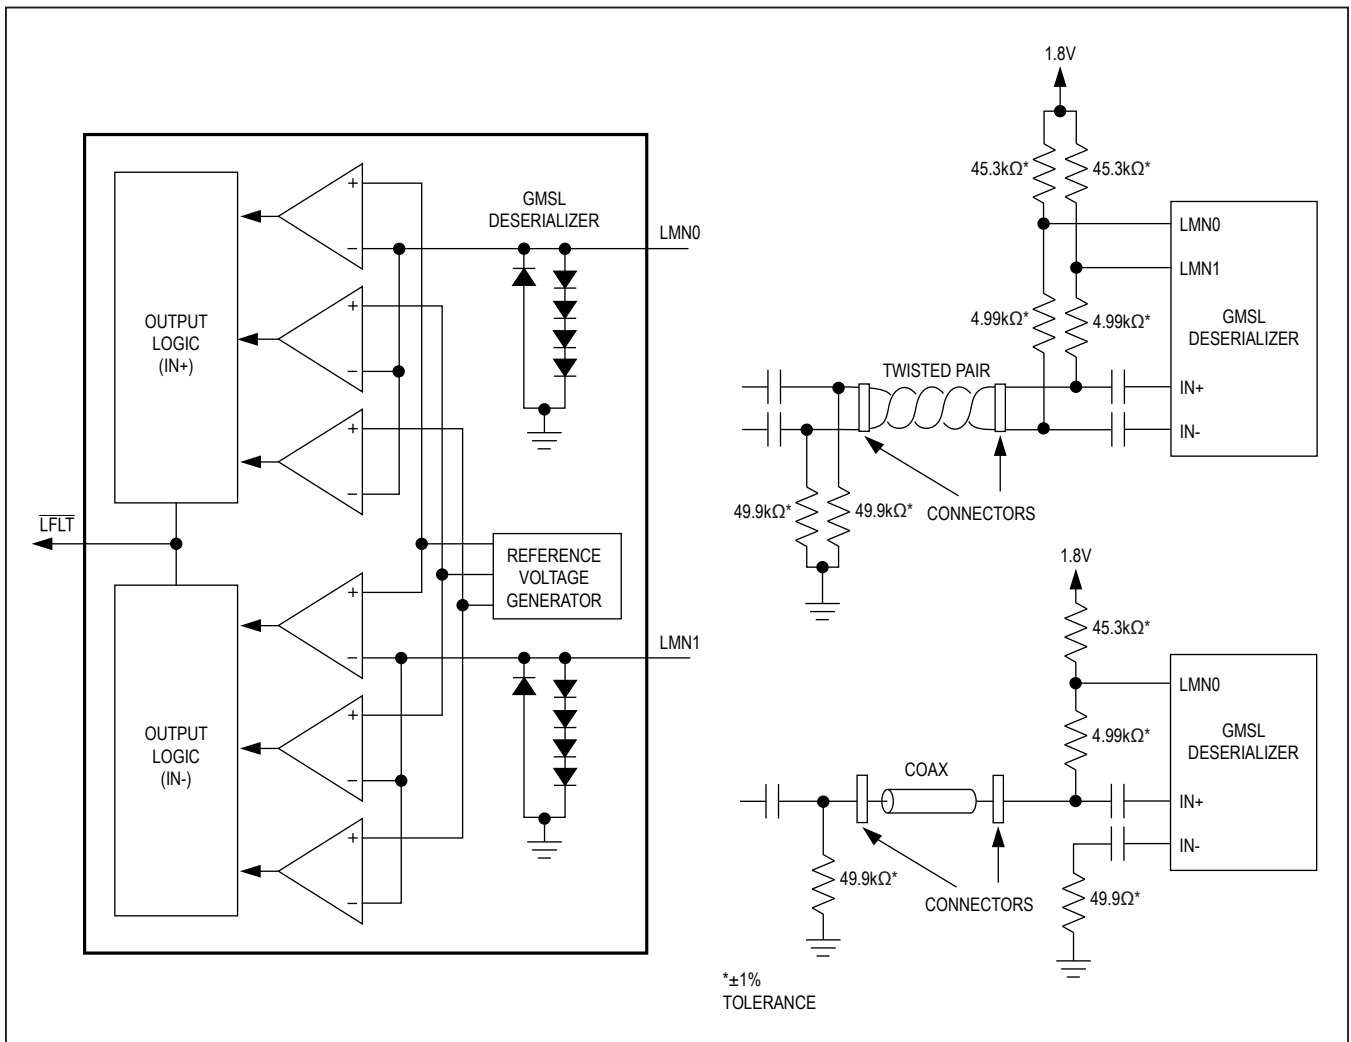 GMSL
DESERIALIZER
LMN0
+
−
+
−
+
−
OUTPUT
LOGIC
(IN+)
LFLT
REFERENCE
VOLTAGE
GENERATOR
LMN1
+
−
+
−
+
−
OUTPUT
LOGIC
(IN-)
1.8V
45.3kΩ*
45.3kΩ*
LMN0
LMN1
4.99kΩ*
4.99kΩ*
GMSL
DESERIALIZER
TWISTED PAIR
IN+
IN-
49.9kΩ*
49.9kΩ*
CONNECTORS
1.8V
45.3kΩ*
LMN0
4.99kΩ*
GMSL
DESERIALIZER
COAX
IN+
IN-
49.9kΩ*
49.9Ω*
CONNECTORS
*±1%
TOLERANCE